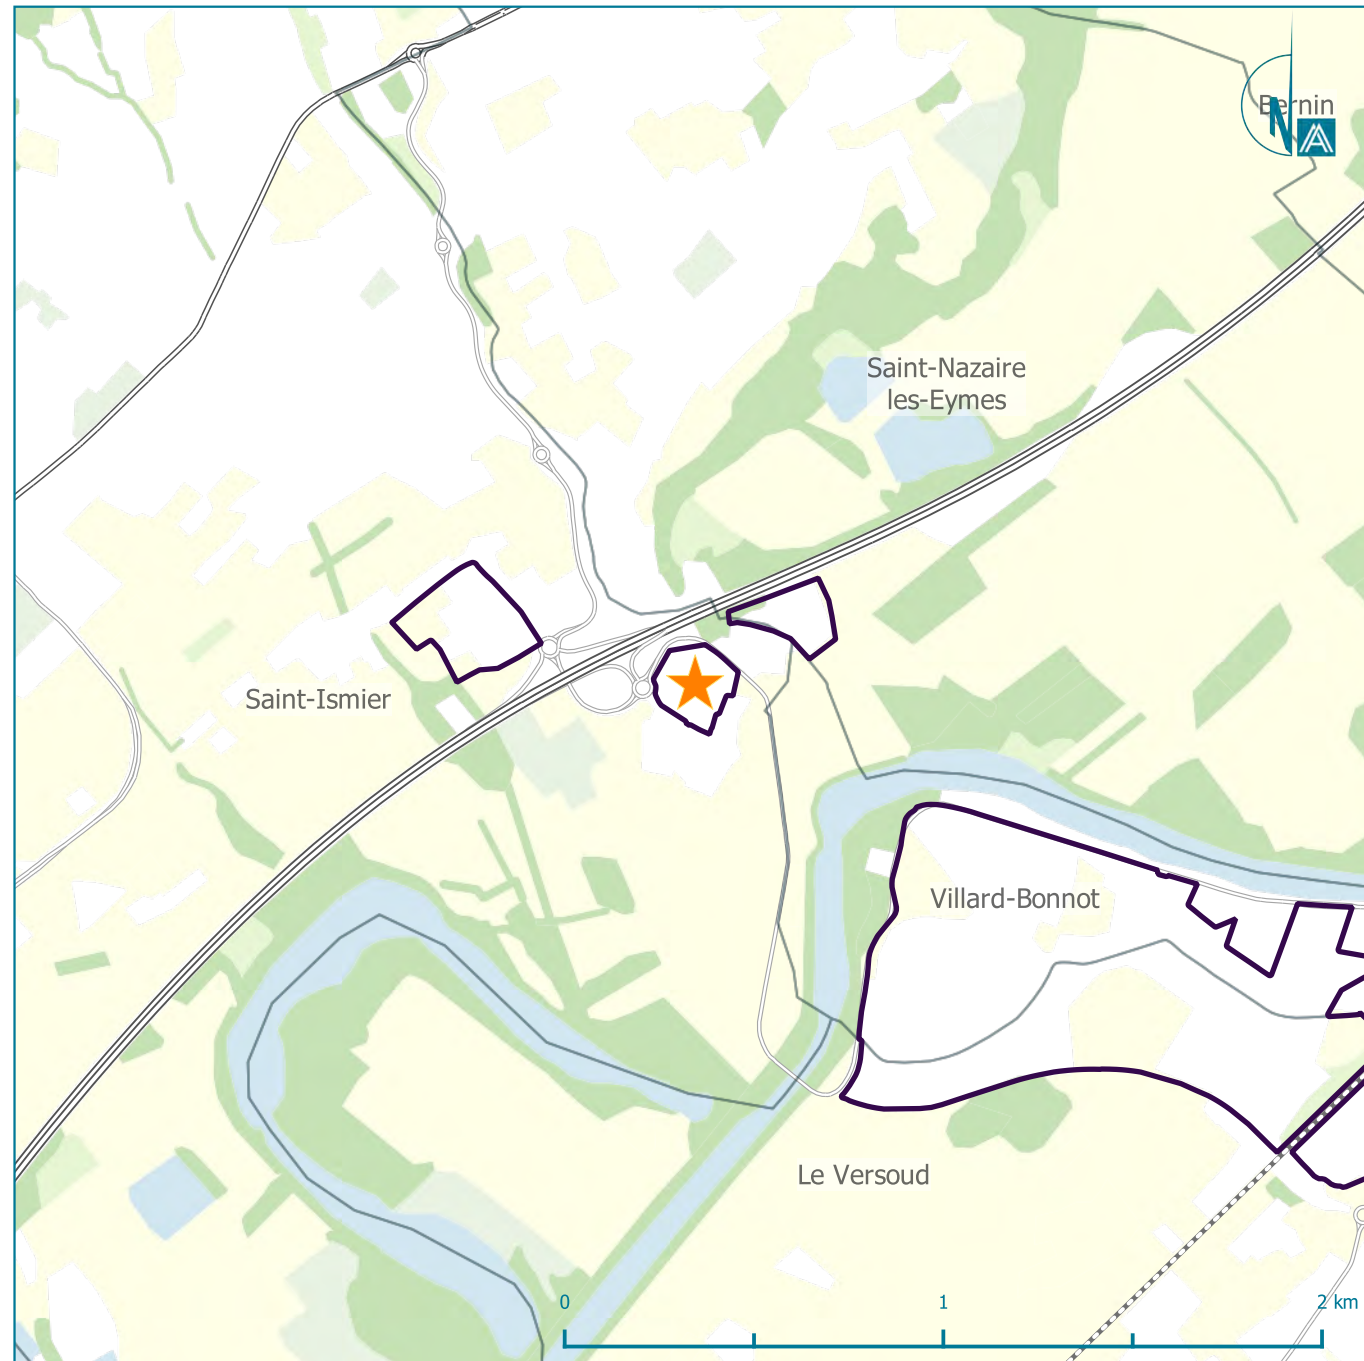 Bernin
N
Saint-Nazaire
les-Eymes
Saint-Ismier
Villard-Bonnot
Le Versoud
0 1 2 km